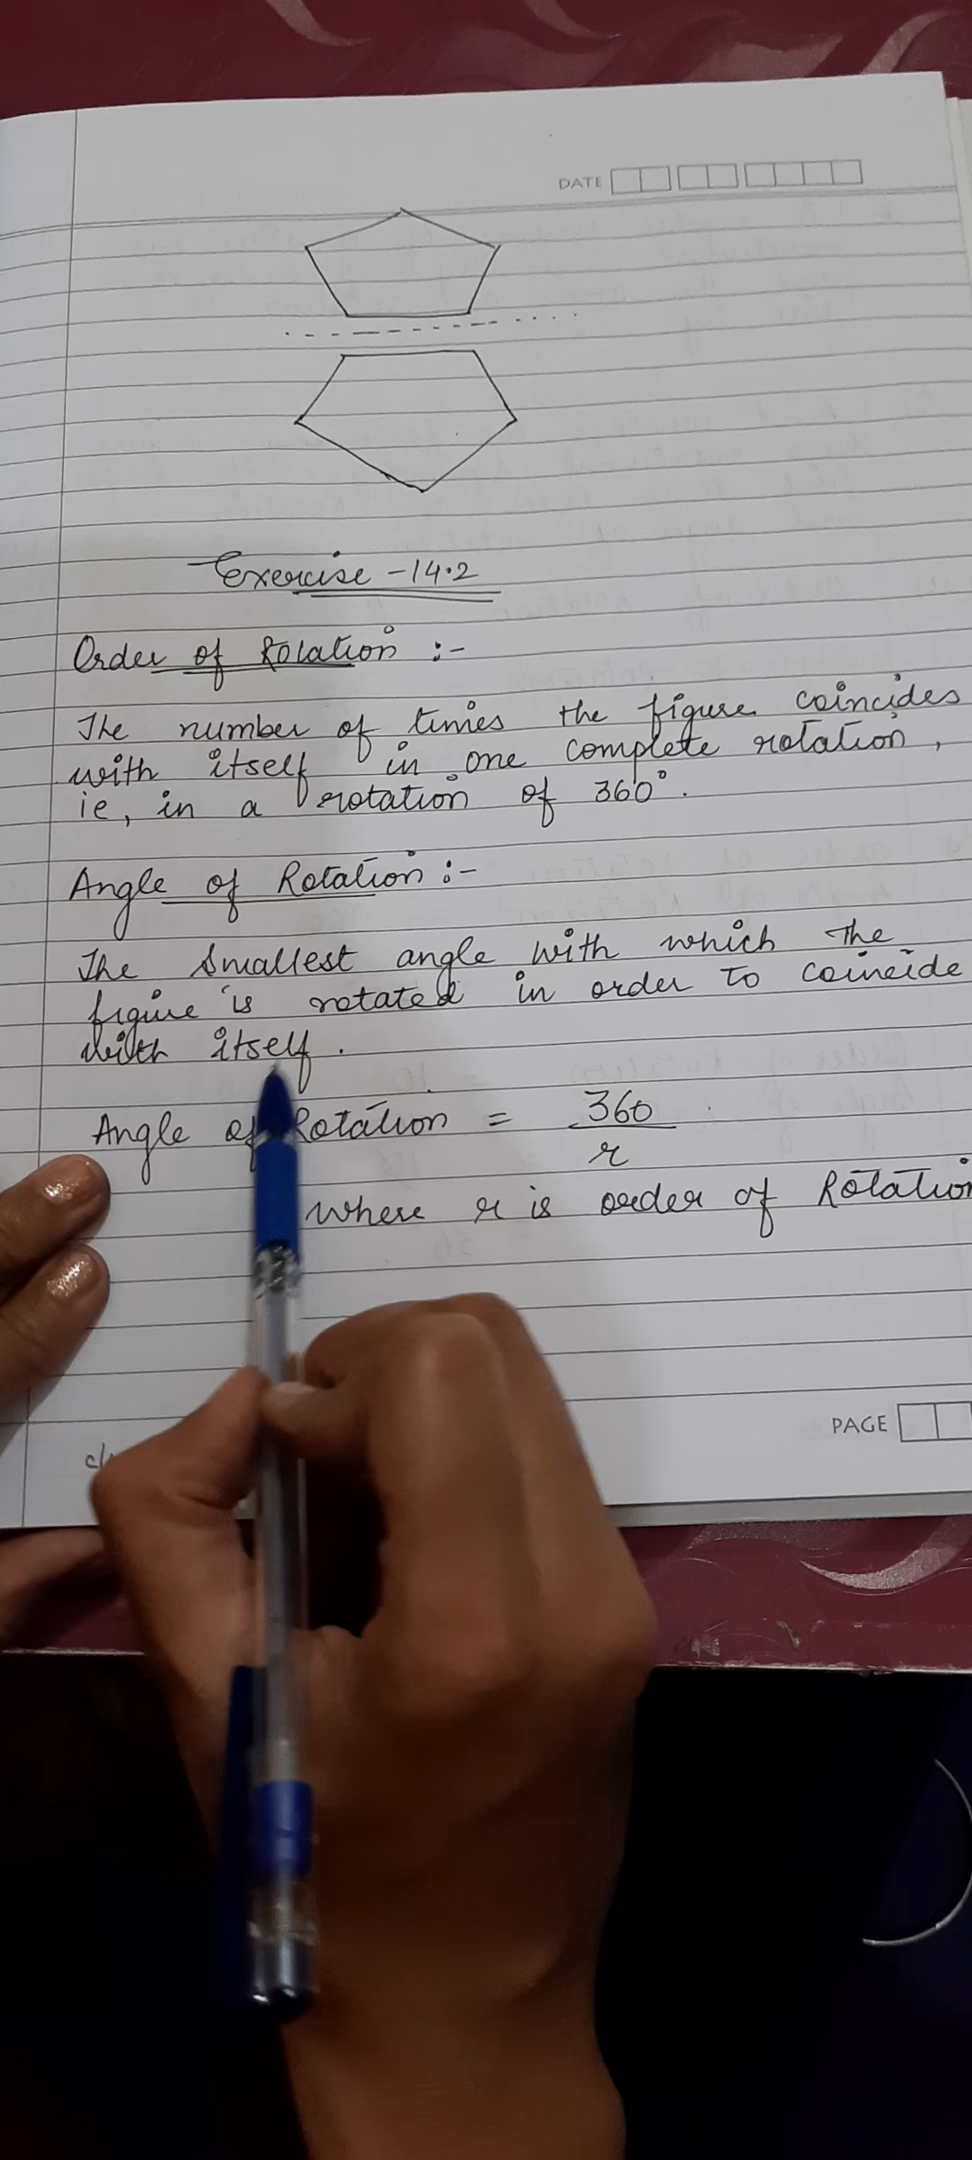 DATE
Exercise - 14.2
Order of Rotation :-
The number of times the figure coincides
with itself in one complete rotation,
ie, in a rotation of 360°.
Angle of Rotation :-
The smallest angle with which the
figure is rotated in order to coincide
with itself.
Angle of Rotation = 360
r
where r is order of Rotation
PAGE